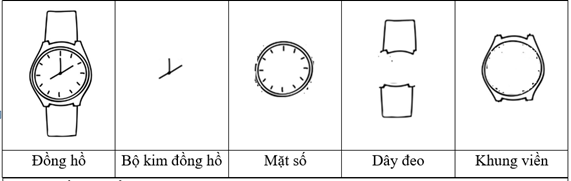 Đồng hồ Bộ kim đồng hồ Mặt số Dây đeo Khung viền